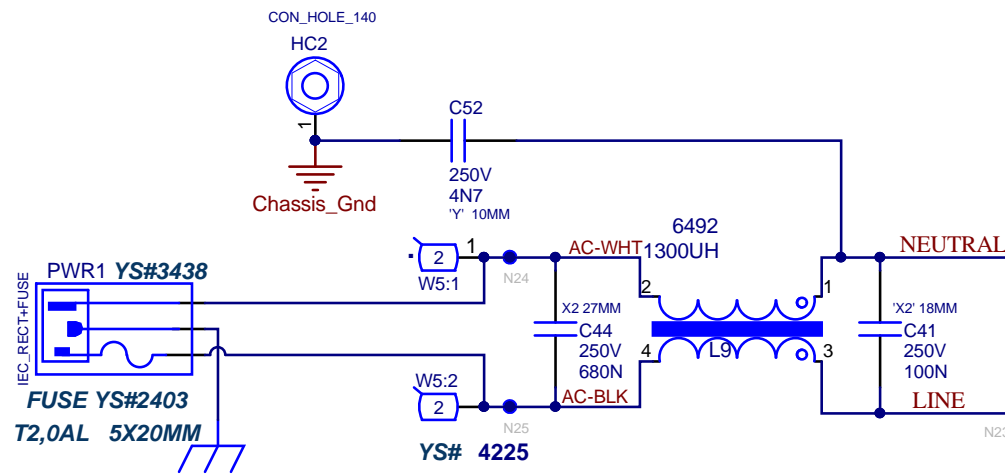 CON_HOLE_140
HC2
1
C52
250V
4N7
'Y' 10MM
Chassis_Gnd
6492
1300UH
AC-WHT
NEUTRAL
1
2
W5:1
N24
PWR1 YS#3438
IEC_RECT+FUSE
X2 27MM
C44
250V
680N
2
1
4
3
L9
'X2' 18MM
C41
250V
100N
W5:2
2
N25
AC-BLK
LINE
N23
FUSE YS#2403
T2,0AL 5X20MM
YS# 4225